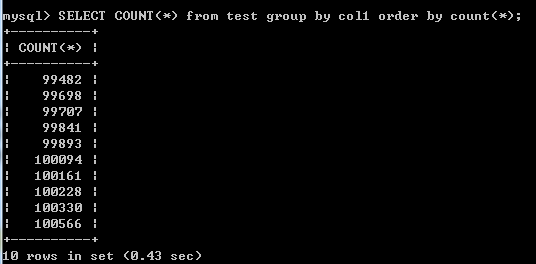 mysql> SELECT COUNT(*) from test group by col1 order by count(*);
+----------+
¦ COUNT(*) ¦
+----------+
¦    99482 ¦
¦    99698 ¦
¦    99707 ¦
¦    99841 ¦
¦    99893 ¦
¦   100094 ¦
¦   100161 ¦
¦   100228 ¦
¦   100330 ¦
¦   100566 ¦
+----------+
10 rows in set (0.43 sec)